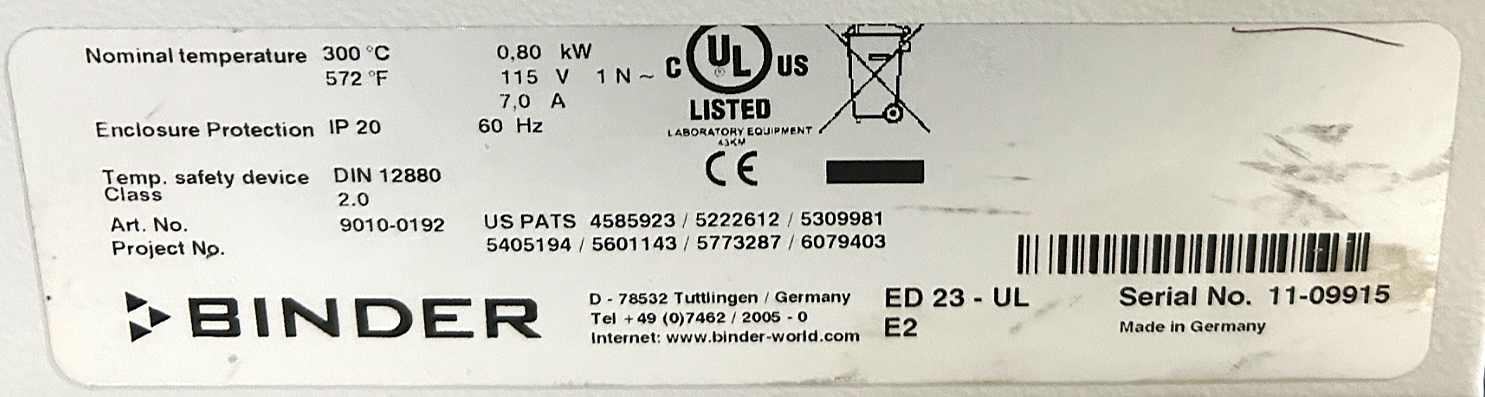 Nominal temperature 300 °C 0,80 kW
572 °F 115 V 1 N ~
7,0 A
Enclosure Protection IP 20 60 Hz
C UL ® US
LISTED
LABORATORY EQUIPMENT
43KM
CE
Temp. safety device DIN 12880
Class 2.0
Art. No. 9010-0192
Project No.
US PATS 4585923 / 5222612 / 5309981
5405194 / 5601143 / 5773287 / 6079403
BINDER
D - 78532 Tuttlingen / Germany
Tel +49 (0)7462 / 2005 - 0
Internet: www.binder-world.com
ED 23 - UL
E2
Serial No. 11-09915
Made in Germany